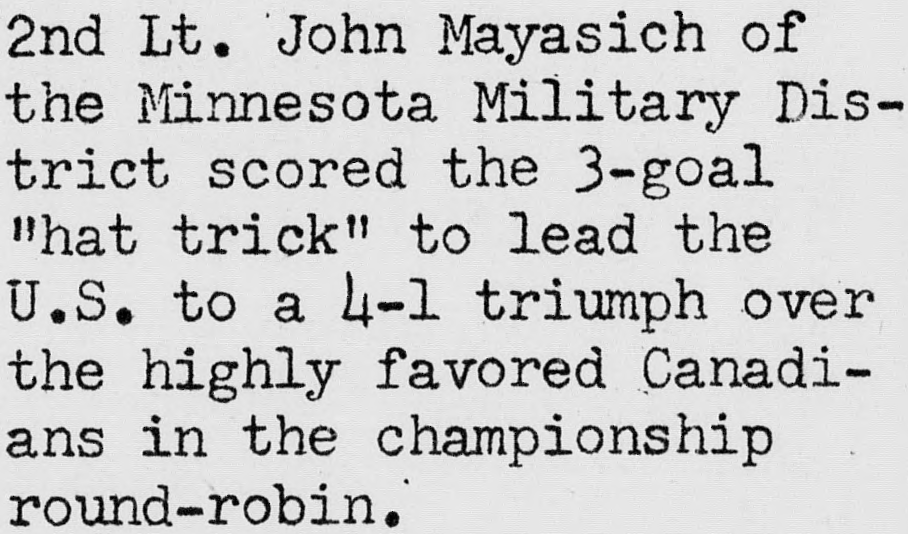 2nd Lt. John Mayasich of
the Minnesota Military Dis-
trict scored the 3-goal
"hat trick" to lead the
U.S. to a 4-1 triumph over
the highly favored Canadi-
ans in the championship
round-robin.